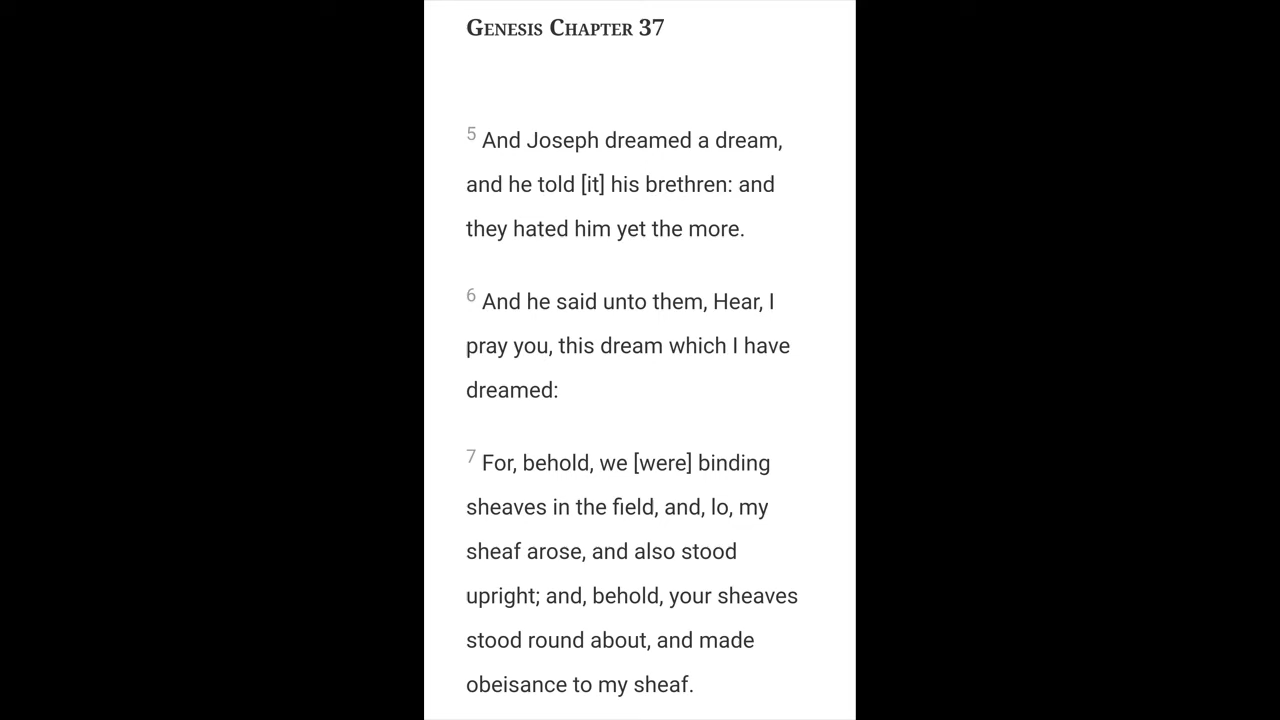 Genesis Chapter 37
5 And Joseph dreamed a dream,
and he told [it] his brethren: and
they hated him yet the more.
6 And he said unto them, Hear, I
pray you, this dream which I have
dreamed:
7 For, behold, we [were] binding
sheaves in the field, and, lo, my
sheaf arose, and also stood
upright; and, behold, your sheaves
stood round about, and made
obeisance to my sheaf.